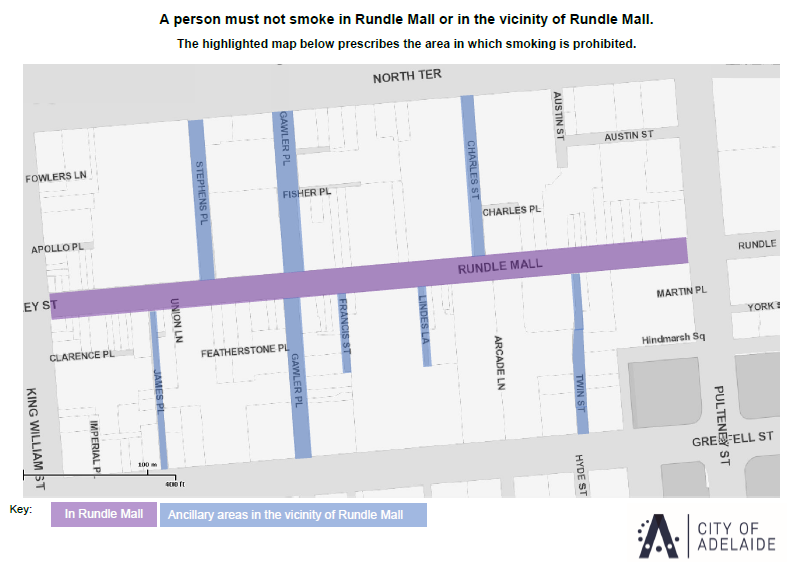 A person must not smoke in Rundle Mall or in the vicinity of Rundle Mall.
The highlighted map below prescribes the area in which smoking is prohibited.
NORTH TER
AUSTIN ST
AUSTIN ST
GAWLER PL
STEPHENS PL
CHARLES ST
FOWLERS LN
FISHER PL
CHARLES PL
APOLLO PL
RUNDLE
RUNDLE MALL
EY ST
MARTIN PL
YORK S
UNION LN
FRANCIS ST
LINDES LA
Hindmarsh Sq
CLARENCE PL
FEATHERSTONE PL
ARCADE LN
JAMES PL
GAWLER PL
TWIN ST
KING WILLIAM ST
IMPERIAL P
PULTENEY ST
GRENFELL ST
HYDE ST
100 m
400 ft
Key:
In Rundle Mall
Ancillary areas in the vicinity of Rundle Mall
CITY OF
ADELAIDE